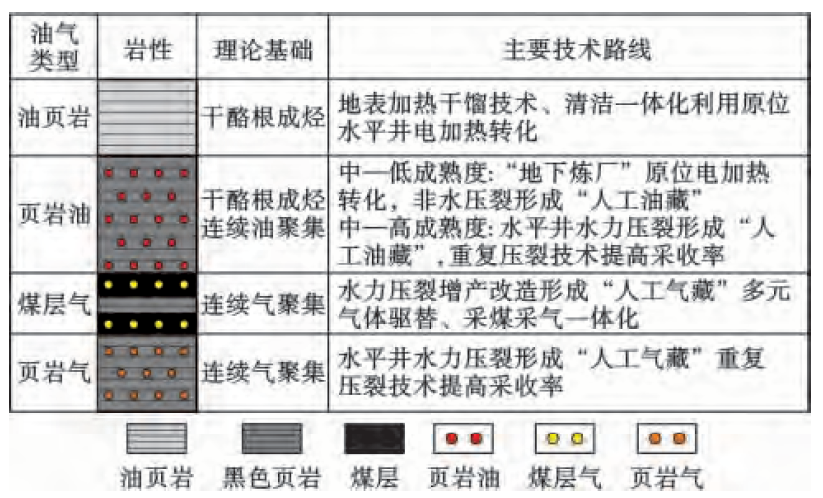 油气类型 岩性 理论基础 主要技术路线
油页岩 干酪根成烃 地表加热干馏技术、清洁一体化利用原位
水平井电加热转化
页岩油 干酪根成烃 连续油聚集 中—低成熟度:“地下炼厂”原位电加热
转化，非水压裂形成“人工油藏”
中—高成熟度:水平井水力压裂形成“人
工油藏”,重复压裂技术提高采收率
煤层气 连续气聚集 水力压裂增产改造形成“人工气藏”多元
气体驱替、采煤采气一体化
页岩气 连续气聚集 水平井水力压裂形成“人工气藏”重复
压裂技术提高采收率
油页岩 黑色页岩 煤层 页岩油 煤层气 页岩气